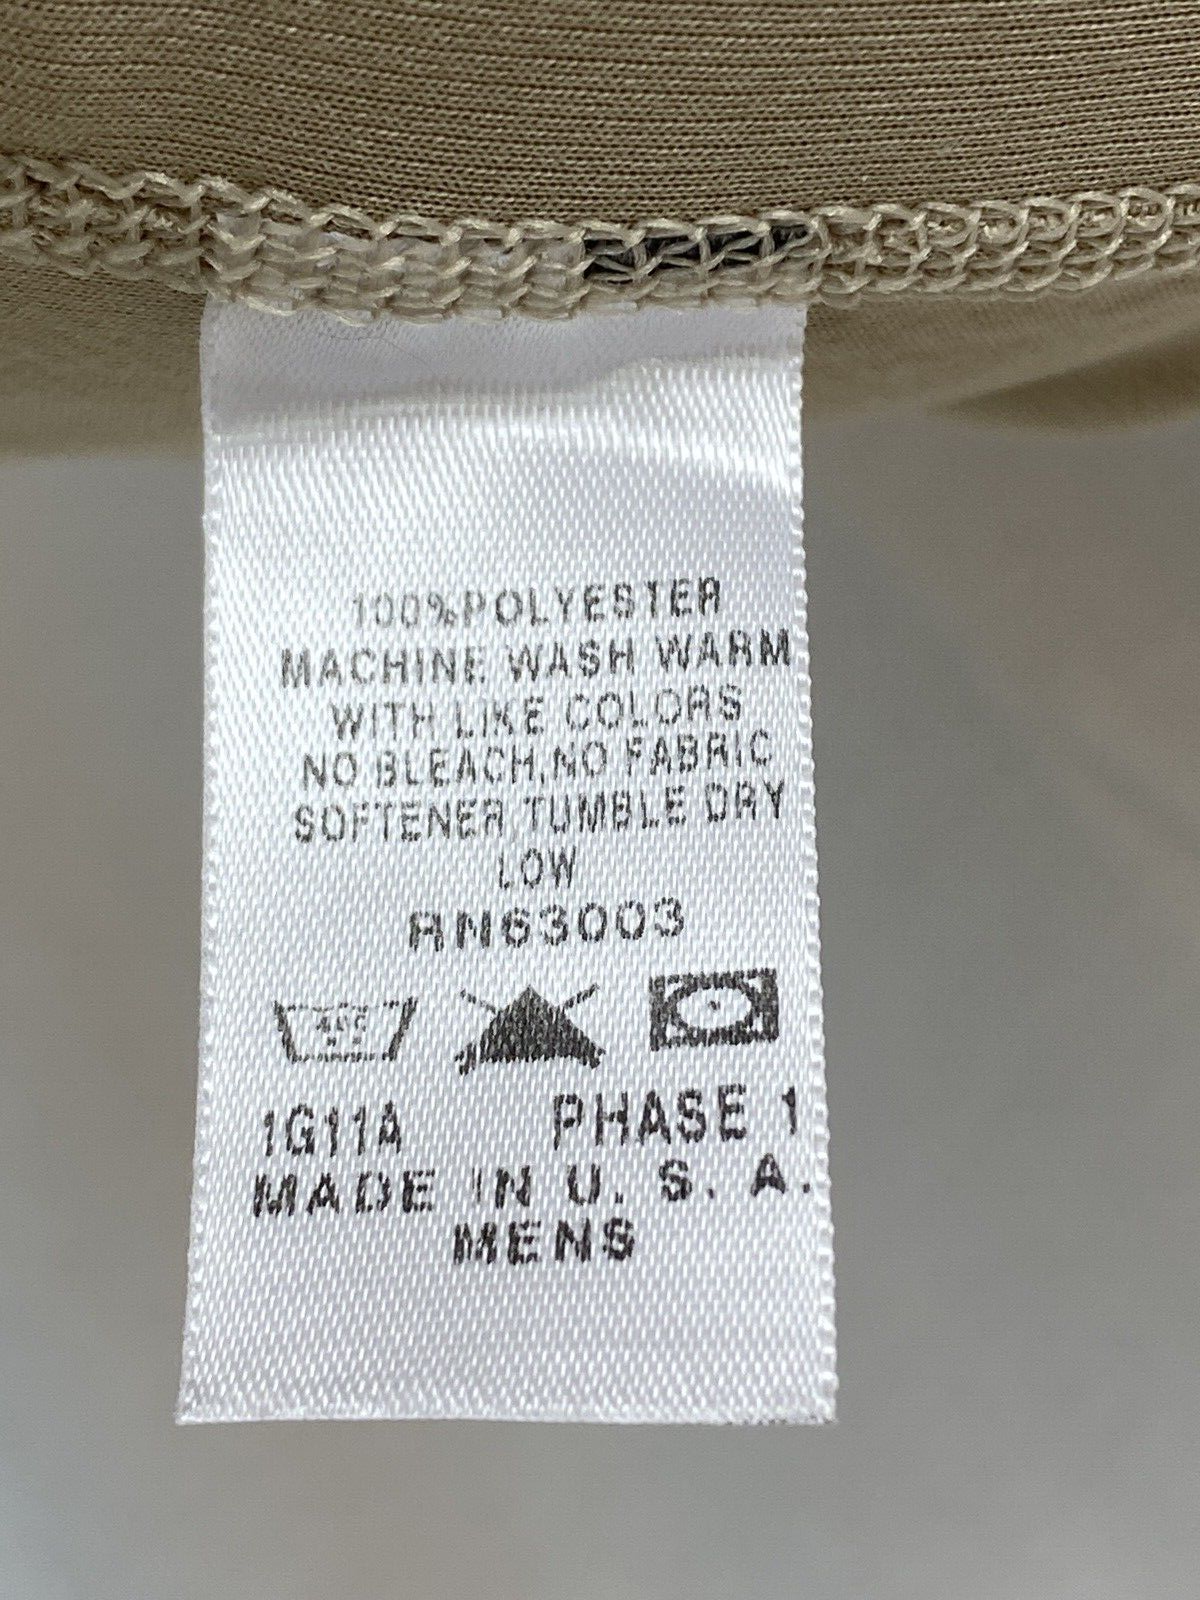 100%POLYESTER
MACHINE WASH WARM
WITH LIKE COLORS
NO BLEACH,NO FABRIC
SOFTENER,TUMBLE DRY
LOW
RN63003
1G11A PHASE 1
MADE IN U. S. A.
MENS